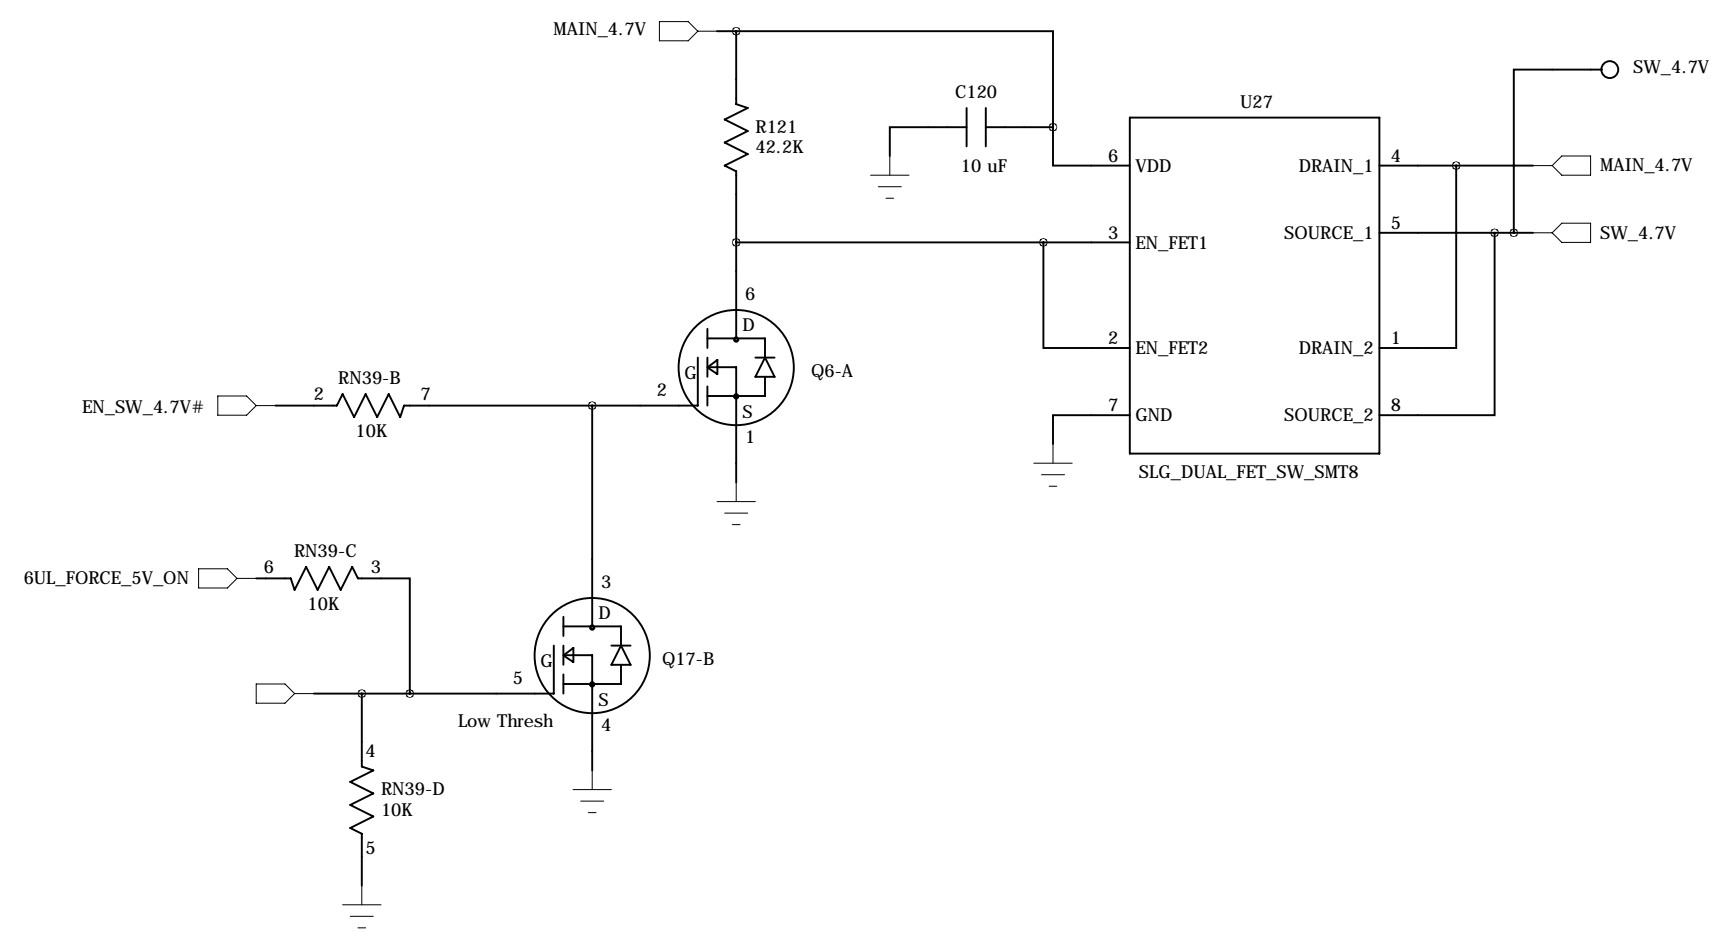 MAIN_4.7V
SW_4.7V
C120
U27
R121
42.2K
10 uF
6
VDD
DRAIN_1
4
MAIN_4.7V
3
EN_FET1
SOURCE_1
5
SW_4.7V
6
D
G
S
Q6-A
2
1
2
EN_FET2
DRAIN_2
1
RN39-B
EN_SW_4.7V#
2
7
10K
7
GND
SOURCE_2
8
SLG_DUAL_FET_SW_SMT8
RN39-C
6UL_FORCE_5V_ON
6
3
10K
3
D
G
S
Q17-B
5
4
Low Thresh
4
RN39-D
10K
5